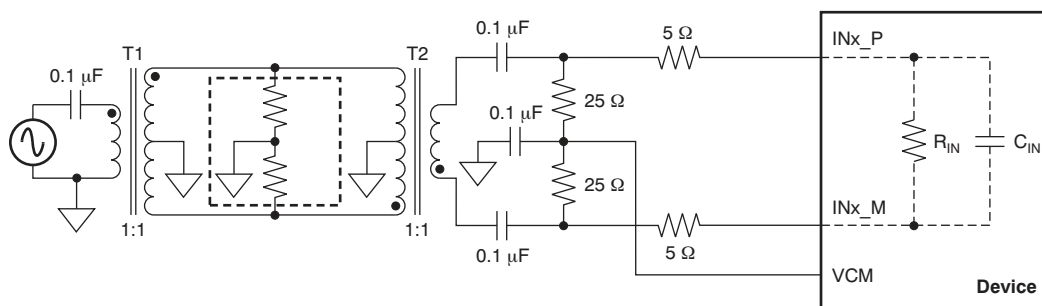 0.1 µF
T1
T2
0.1 µF
5 Ω
INx_P
25 Ω
0.1 µF
R_IN
C_IN
25 Ω
INx_M
1:1
1:1
0.1 µF
5 Ω
VCM
Device